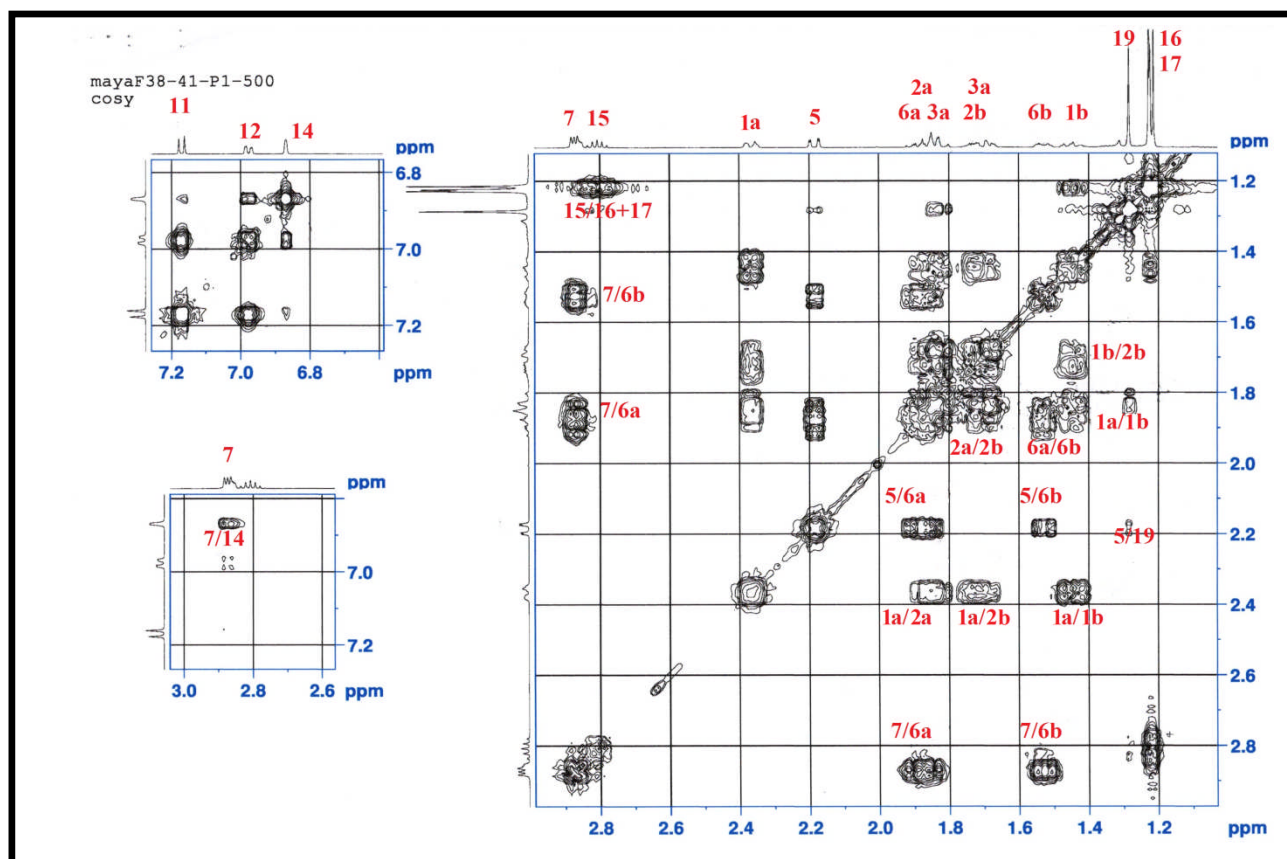 mayaF38-41-P1-500
cosy
11
12
14
ppm
ppm
6.8
7.0
7.2
7.2
7.0
6.8
ppm
7
ppm
7/14
7.0
7.2
3.0
2.8
2.6
ppm
19
16
17
2a
3a
7
15
1a
5
6a
3a
2b
6b
1b
ppm
15/16+17
1.2
1.4
7/6b
1.6
1b/2b
1.8
7/6a
1a/1b
2a/2b
6a/6b
2.0
5/6a
5/6b
2.2
5/19
2.4
1a/2a
1a/2b
1a/1b
2.6
7/6a
7/6b
2.8
2.8
2.6
2.4
2.2
2.0
1.8
1.6
1.4
1.2
ppm